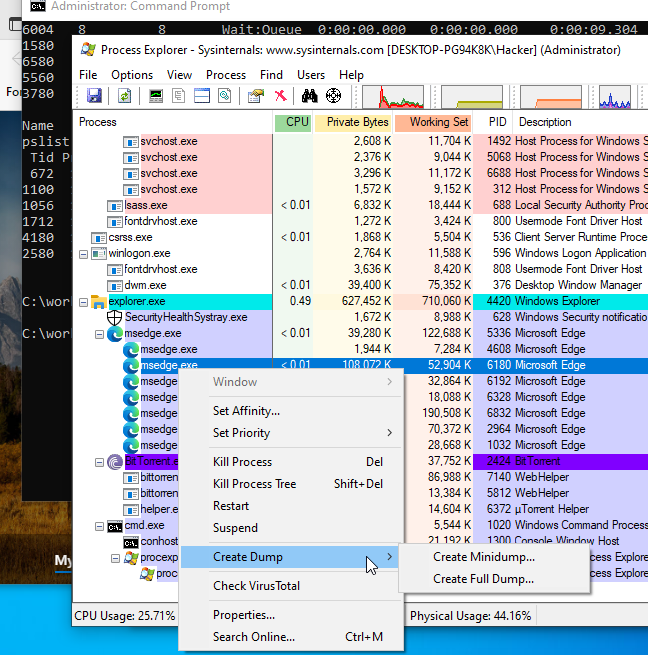 Administrator: Command Prompt
6004 8 8 Wait:Queue 0:00:00.000 0:00:00.000 0:00:09.304
1580
6580
5560
3780
Name
pslist
Tid P
672
1100
1056
1712
4180
2580
C:\wor
C:\wor
Process Explorer - Sysinternals: www.sysinternals.com [DESKTOP-PG94K8K\Hacker] (Administrator)
File Options View Process Find Users Help
Process CPU Private Bytes Working Set PID Description
svchost.exe 2,608 K 11,704 K 1492 Host Process for Windows S
svchost.exe 2,376 K 9,044 K 5068 Host Process for Windows S
svchost.exe 3,296 K 11,172 K 6688 Host Process for Windows S
svchost.exe 1,572 K 9,152 K 312 Host Process for Windows S
lsass.exe < 0.01 6,832 K 18,444 K 688 Local Security Authority Proc
fontdrvhost.exe 1,272 K 3,424 K 800 Usermode Font Driver Host
csrss.exe < 0.01 1,868 K 5,504 K 536 Client Server Runtime Proce
winlogon.exe 2,764 K 11,588 K 596 Windows Logon Application
fontdrvhost.exe 3,636 K 8,420 K 808 Usermode Font Driver Host
dwm.exe < 0.01 39,400 K 75,352 K 376 Desktop Window Manager
explorer.exe 0.49 627,452 K 710,060 K 4420 Windows Explorer
SecurityHealthSystray.exe 1,672 K 8,988 K 628 Windows Security notificatio
msedge.exe < 0.01 39,280 K 122,688 K 5336 Microsoft Edge
msedge.exe 1,944 K 7,284 K 4608 Microsoft Edge
msedge.exe < 0.01 108,072 K 52,904 K 6180 Microsoft Edge
msedge 32,864 K 6192 Microsoft Edge
msedge 18,088 K 6328 Microsoft Edge
msedge 190,508 K 6832 Microsoft Edge
msedge 70,372 K 2964 Microsoft Edge
msedge 28,668 K 1032 Microsoft Edge
BitTorrent.e 37,752 K 2424 BitTorrent
bittorren 86,988 K 7140 WebHelper
bittorren 13,384 K 5812 WebHelper
helper.e 14,604 K 6372 µTorrent Helper
cmd.exe 5,544 K 1020 Windows Command Process
conhost 21,192 K 1300 Console Window Host
procexp ess Explore
proc ess Explore
Window
Set Affinity...
Set Priority
Kill Process Del
Kill Process Tree Shift+Del
Restart
Suspend
Create Dump
Create Minidump...
Create Full Dump...
Check VirusTotal
Properties...
Search Online... Ctrl+M
CPU Usage: 25.71% Physical Usage: 44.16%
Fo
My